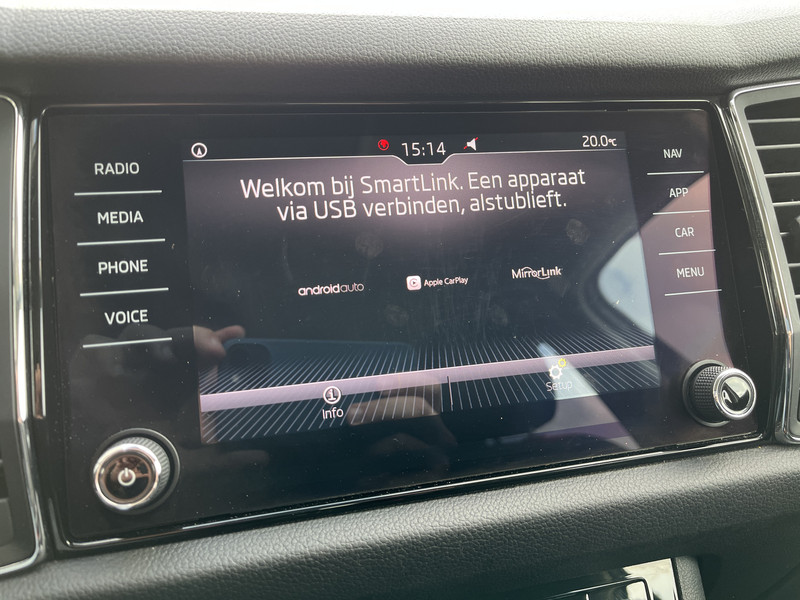 15:14
20.0°C
RADIO
MEDIA
PHONE
VOICE
Welkom bij SmartLink. Een apparaat
via USB verbinden, alstublieft.
androidauto
Apple CarPlay
MirrorLink
Info
Setup
NAV
APP
CAR
MENU